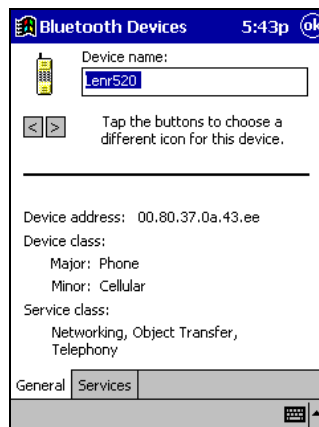 Bluetooth Devices 5:43p ok
Device name:
Lenr520
< > Tap the buttons to choose a
different icon for this device.
Device address: 00.80.37.0a.43.ee
Device class:
Major: Phone
Minor: Cellular
Service class:
Networking, Object Transfer,
Telephony
General Services